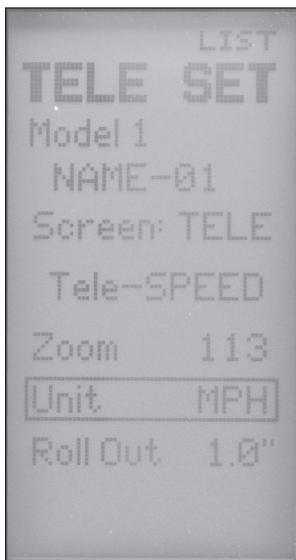 LIST
TELE SET
Model 1
NAME-01
Screen: TELE
Tele-SPEED
Zoom 113
Unit MPH
Roll Out 1.0"